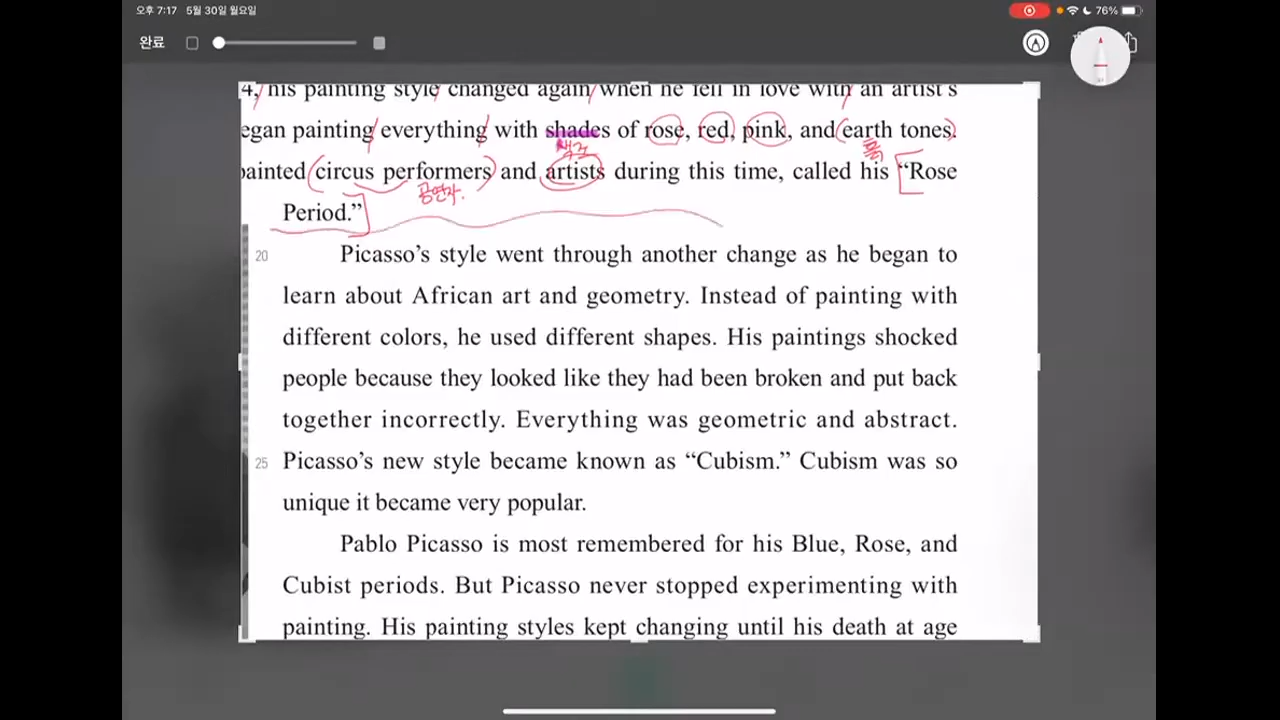 오후 7:17 5월 30일 월요일 76%
완료
4, his painting style changed again when he fell in love with an artist's
egan painting everything with shades of rose, red, pink, and earth tones.
색조 흙
painted circus performers and artists during this time, called his “Rose
공연자.
Period.”
20 Picasso’s style went through another change as he began to
learn about African art and geometry. Instead of painting with
different colors, he used different shapes. His paintings shocked
people because they looked like they had been broken and put back
together incorrectly. Everything was geometric and abstract.
25 Picasso’s new style became known as “Cubism.” Cubism was so
unique it became very popular.
Pablo Picasso is most remembered for his Blue, Rose, and
Cubist periods. But Picasso never stopped experimenting with
painting. His painting styles kept changing until his death at age